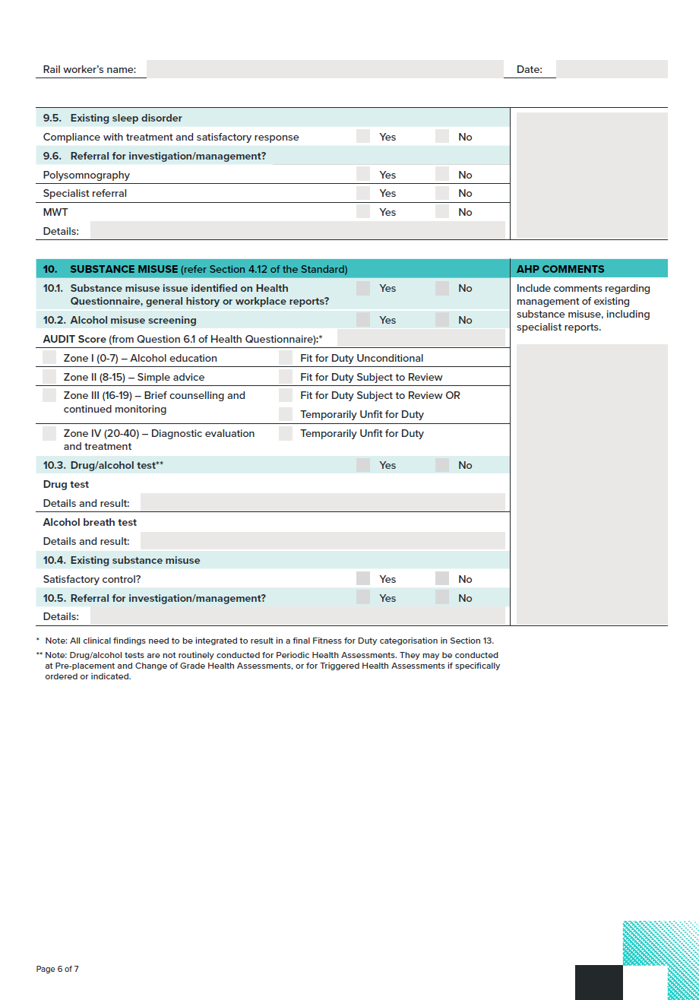 Rail worker's name: Date:
9.5. Existing sleep disorder
Compliance with treatment and satisfactory response Yes No
9.6. Referral for investigation/management?
Polysomnography Yes No
Specialist referral Yes No
MWT Yes No
Details:
10. SUBSTANCE MISUSE (refer Section 4.12 of the Standard)
10.1. Substance misuse issue identified on Health Yes No
Questionnaire, general history or workplace reports?
10.2. Alcohol misuse screening Yes No
AUDIT Score (from Question 6.1 of Health Questionnaire):*
Zone I (0-7) – Alcohol education Fit for Duty Unconditional
Zone II (8-15) – Simple advice Fit for Duty Subject to Review
Zone III (16-19) – Brief counselling and Fit for Duty Subject to Review OR
continued monitoring
Temporarily Unfit for Duty
Zone IV (20-40) – Diagnostic evaluation Temporarily Unfit for Duty
and treatment
10.3. Drug/alcohol test** Yes No
Drug test
Details and result:
Alcohol breath test
Details and result:
10.4. Existing substance misuse
Satisfactory control? Yes No
10.5. Referral for investigation/management? Yes No
Details:
AHP COMMENTS
Include comments regarding
management of existing
substance misuse, including
specialist reports.
* Note: All clinical findings need to be integrated to result in a final Fitness for Duty categorisation in Section 13.
** Note: Drug/alcohol tests are not routinely conducted for Periodic Health Assessments. They may be conducted
at Pre-placement and Change of Grade Health Assessments, or for Triggered Health Assessments if specifically
ordered or indicated.
Page 6 of 7